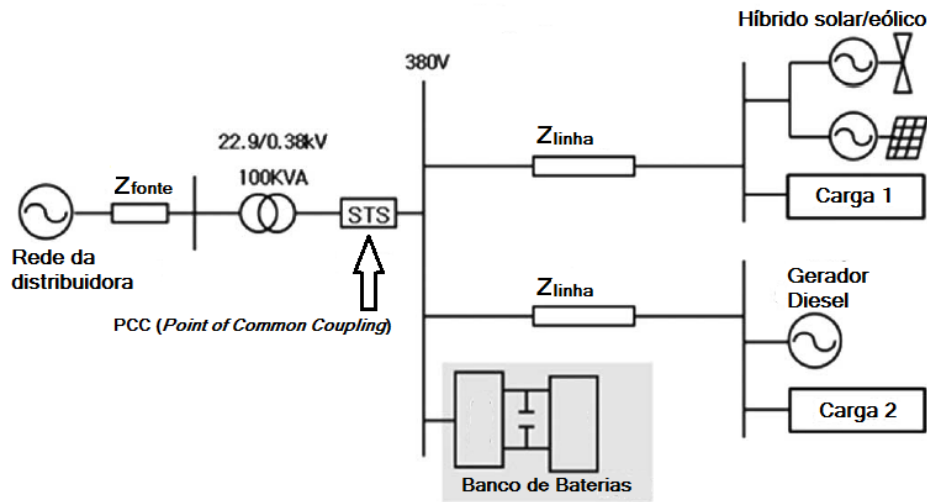 Híbrido solar/eólico
380V
22.9/0.38kV
100KVA
Zfonte
STS
Zlinha
Carga 1
Rede da
distribuidora
PCC (Point of Common Coupling)
Zlinha
Gerador
Diesel
Carga 2
Banco de Baterias